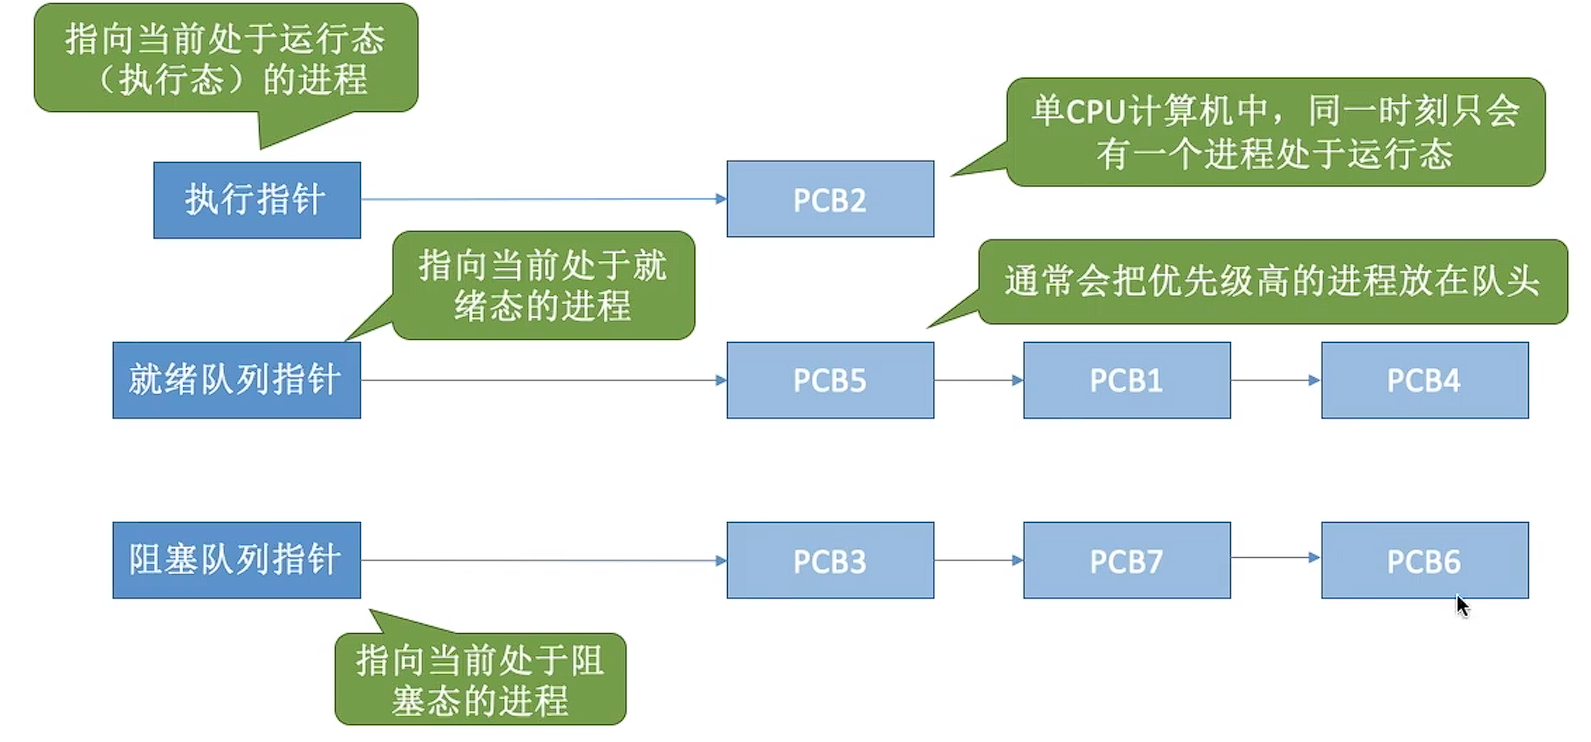 指向当前处于运行态
（执行态）的进程
单CPU计算机中，同一时刻只会
有一个进程处于运行态
执行指针
PCB2
指向当前处于就
绪态的进程
通常会把优先级高的进程放在队头
就绪队列指针
PCB5
PCB1
PCB4
阻塞队列指针
PCB3
PCB7
PCB6
指向当前处于阻
塞态的进程